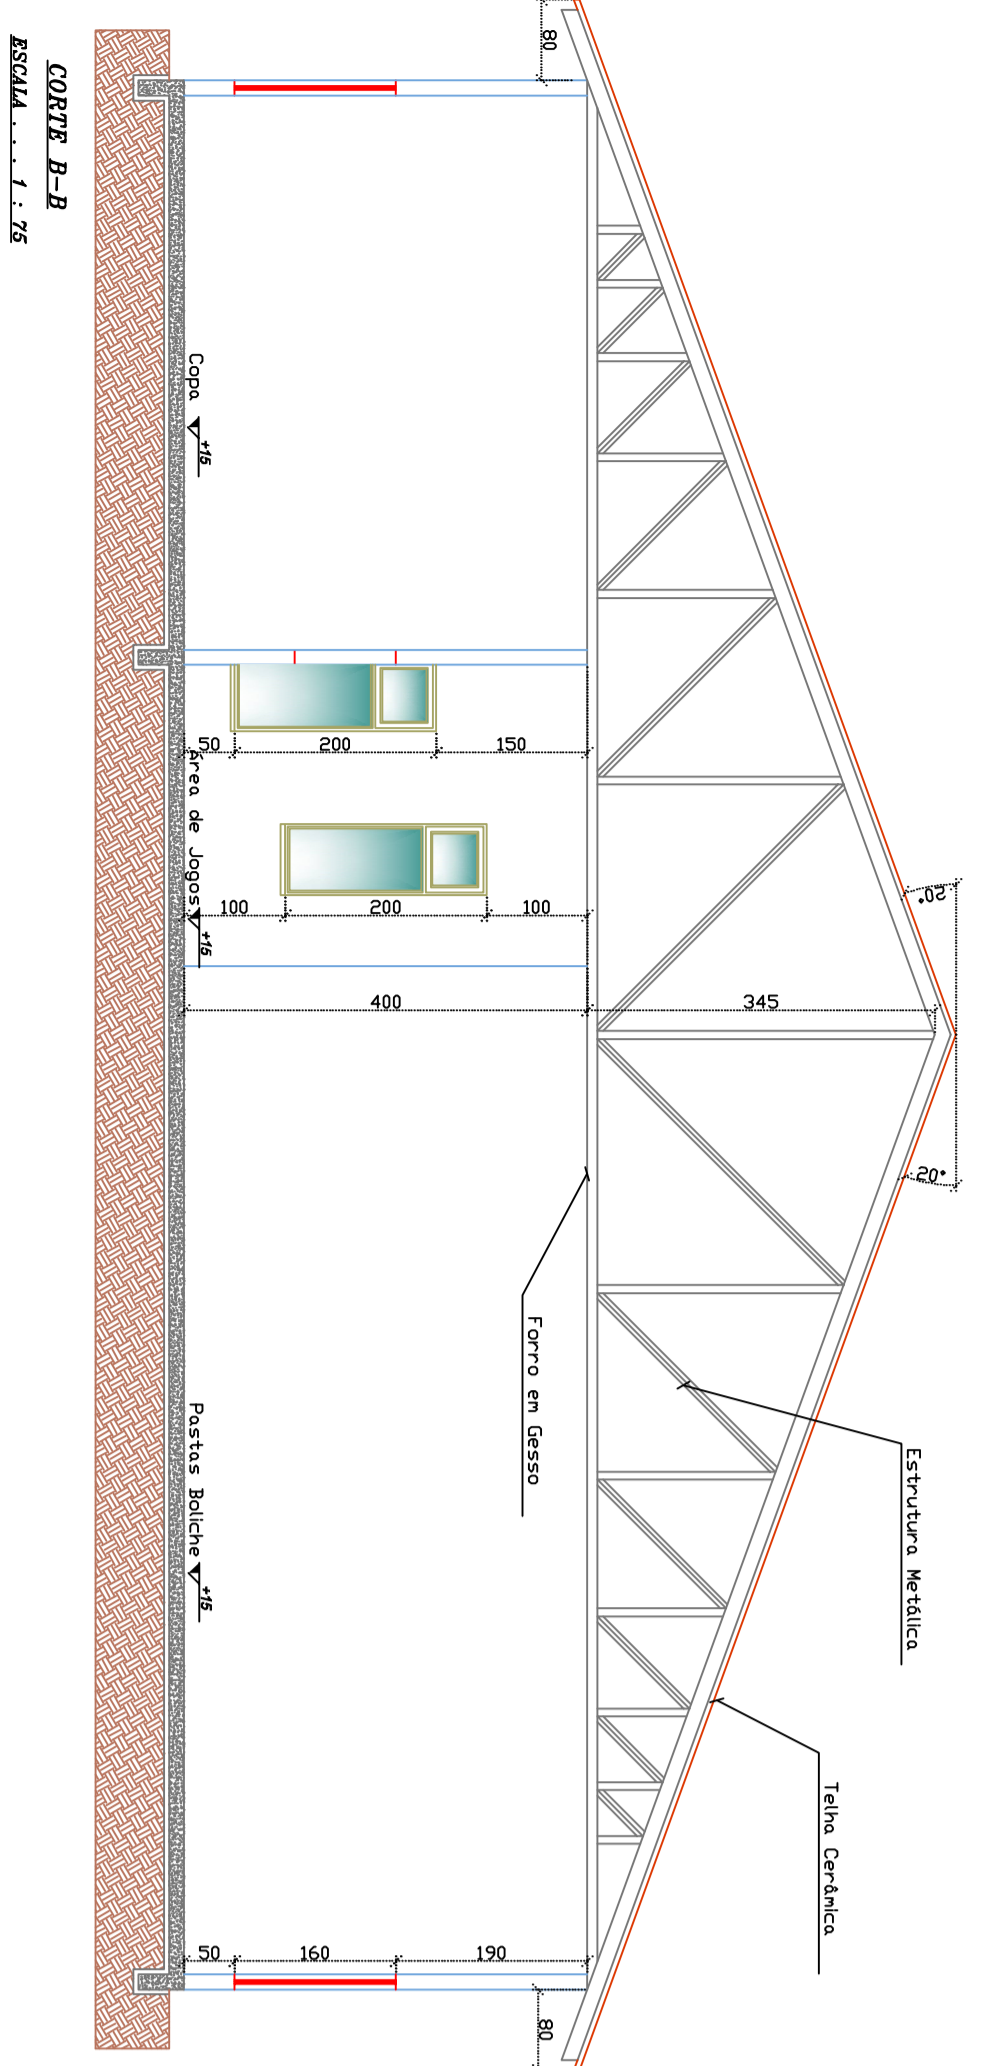 20°
20°
345
Estrutura Metálica
Telha Cerâmica
Forro em Gesso
80
80
150
200
50
100
200
100
400
190
160
50
Copa
+15
Área de Jogos
+15
Pastas Boliche
+15
CORTE B-B
ESCALA . . . 1 : 75